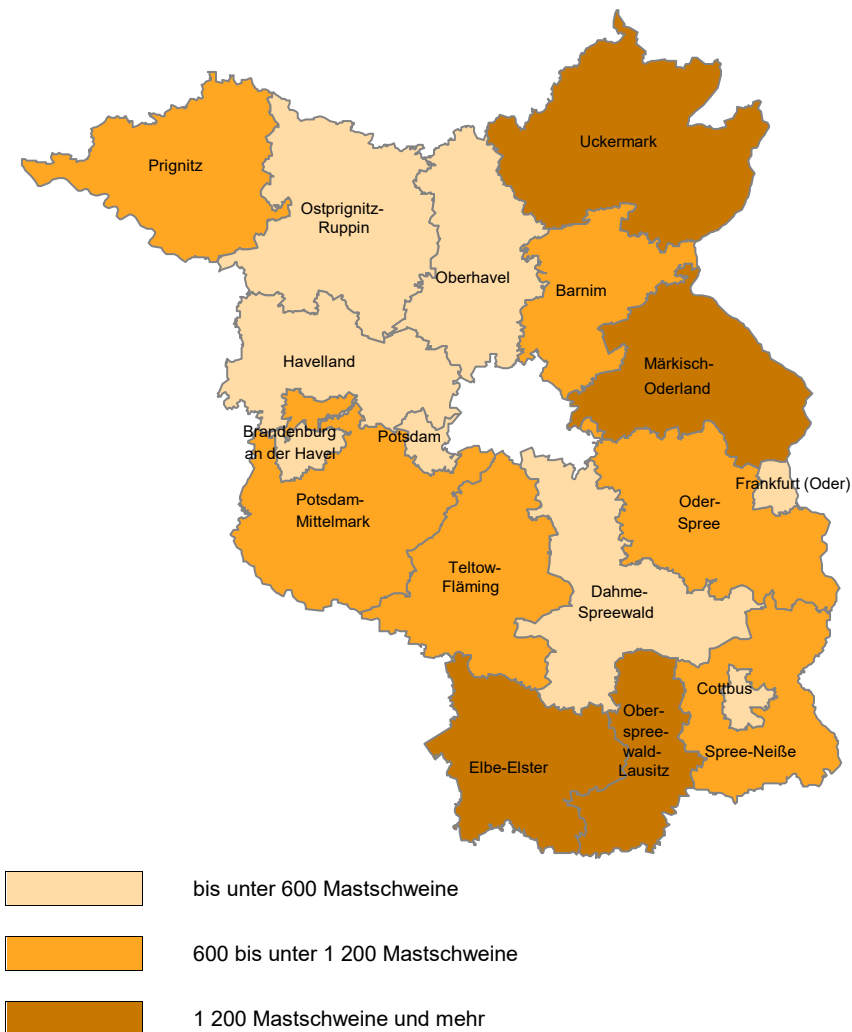 Uckermark
Prignitz
Ostprignitz-
Ruppin
Oberhavel
Barnim
Havelland
Märkisch-
Oderland
Brandenburg
an der Havel
Potsdam
Frankfurt (Oder)
Potsdam-
Mittelmark
Oder-
Spree
Teltow-
Fläming
Dahme-
Spreewald
Cottbus
Ober-
spree-
wald-
Lausitz
Spree-Neiße
Elbe-Elster
bis unter 600 Mastschweine
600 bis unter 1 200 Mastschweine
1 200 Mastschweine und mehr